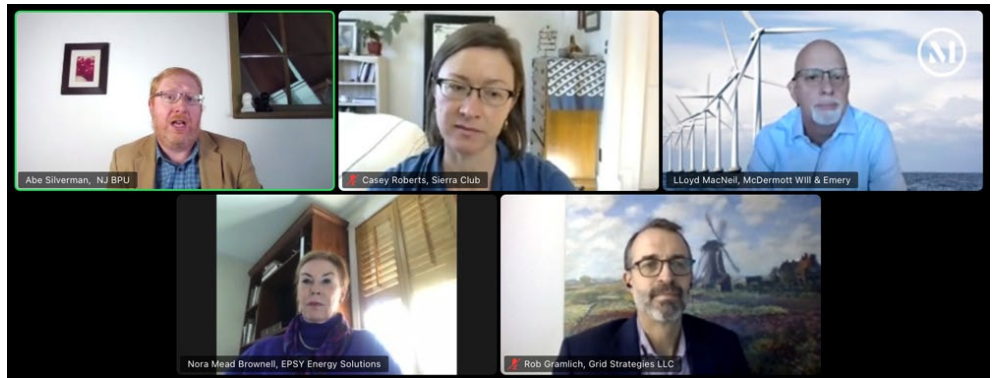 M
Abe Silverman, NJ BPU
Casey Roberts, Sierra Club
LLoyd MacNeil, McDermott WIll & Emery
Nora Mead Brownell, EPSY Energy Solutions
Rob Gramlich, Grid Strategies LLC